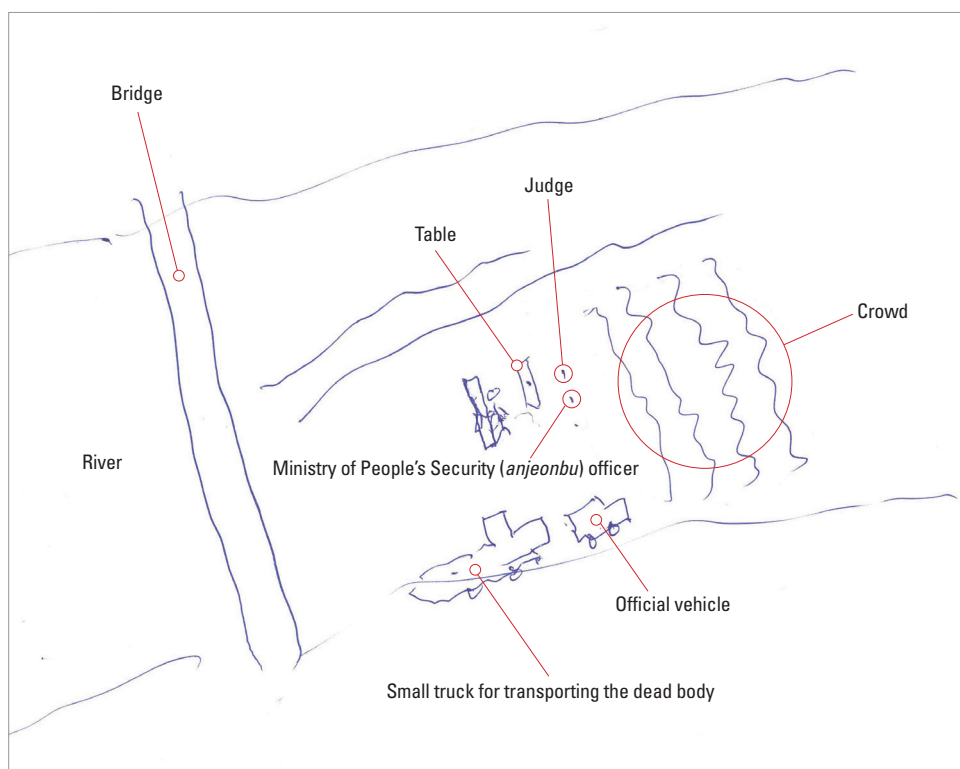 Bridge
Judge
Table
Crowd
River
Ministry of People's Security (anjeonbu) officer
Official vehicle
Small truck for transporting the dead body